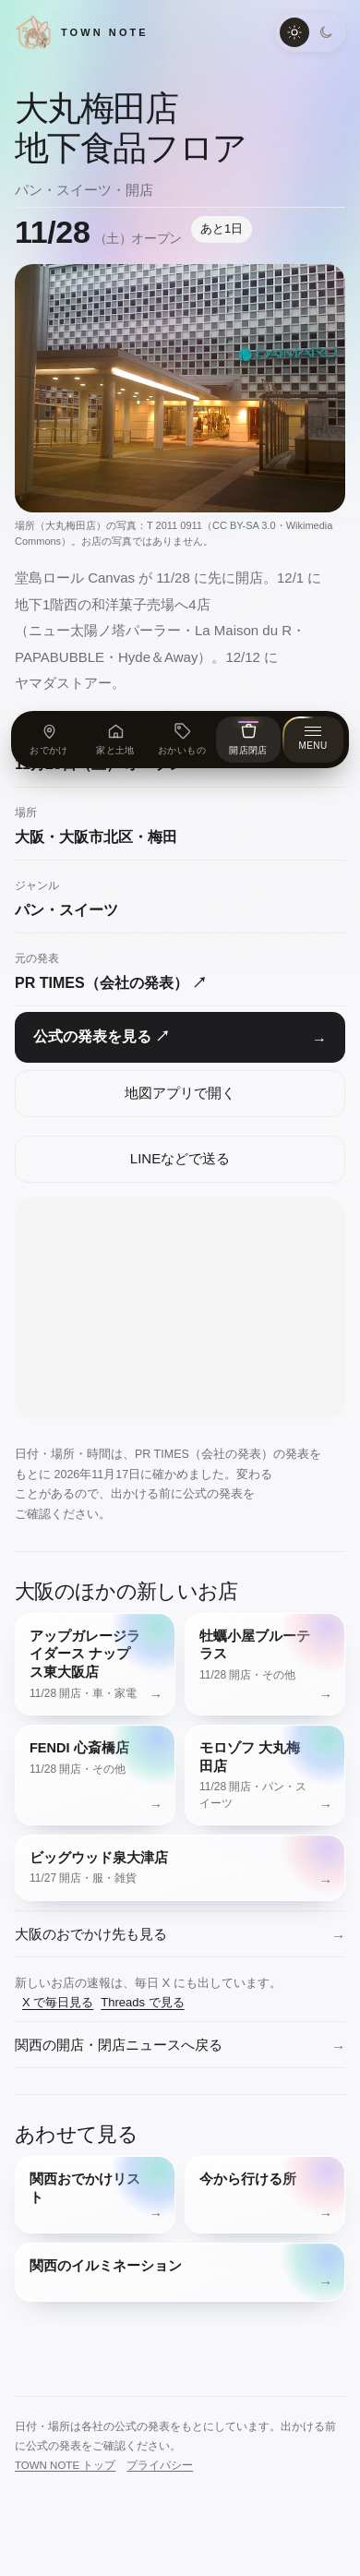 TOWN NOTE
大丸梅田店
地下食品フロア
パン・スイーツ・開店
11/28 （土）オープン あと1日
DAIMARU
場所（大丸梅田店）の写真：T 2011 0911（CC BY-SA 3.0・Wikimedia
Commons）。お店の写真ではありません。
堂島ロール Canvas が 11/28 に先に開店。12/1 に
地下1階西の和洋菓子売場へ4店
（ニュー太陽ノ塔パーラー・La Maison du R・
PAPABUBBLE・Hyde＆Away）。12/12 に
ヤマダストアー。
おでかけ 家と土地 おかいもの 開店閉店 MENU
場所
大阪・大阪市北区・梅田
ジャンル
パン・スイーツ
元の発表
PR TIMES（会社の発表） ↗
公式の発表を見る ↗ →
地図アプリで開く
LINEなどで送る
日付・場所・時間は、PR TIMES（会社の発表）の発表を
もとに 2026年11月17日に確かめました。変わる
ことがあるので、出かける前に公式の発表を
ご確認ください。
大阪のほかの新しいお店
アップガレージライダース ナップス東大阪店
11/28 開店・車・家電 →
牡蠣小屋ブルーテラス
11/28 開店・その他
→
FENDI 心斎橋店
11/28 開店・その他
→
モロゾフ 大丸梅田店
11/28 開店・パン・スイーツ →
ビッグウッド泉大津店
11/27 開店・服・雑貨 →
大阪のおでかけ先も見る →
新しいお店の速報は、毎日 X にも出しています。
X で毎日見る Threads で見る
関西の開店・閉店ニュースへ戻る →
あわせて見る
関西おでかけリスト
→
今から行ける所
→
関西のイルミネーション
→
日付・場所は各社の公式の発表をもとにしています。出かける前
に公式の発表をご確認ください。
TOWN NOTE トップ プライバシー